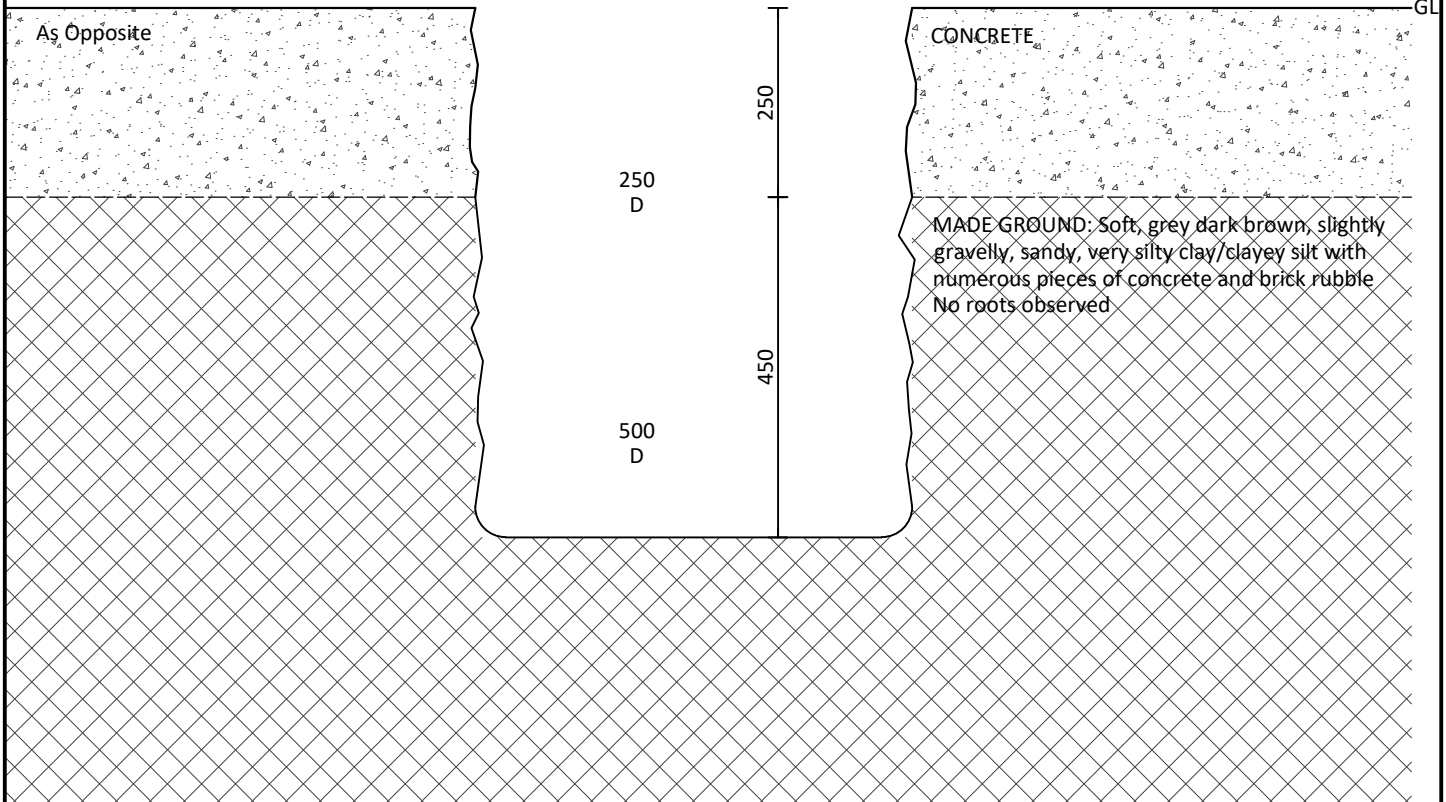 GL
As Opposite
CONCRETE
250
250
D
MADE GROUND: Soft, grey dark brown, slightly
gravelly, sandy, very silty clay/clayey silt with
numerous pieces of concrete and brick rubble
No roots observed
450
500
D